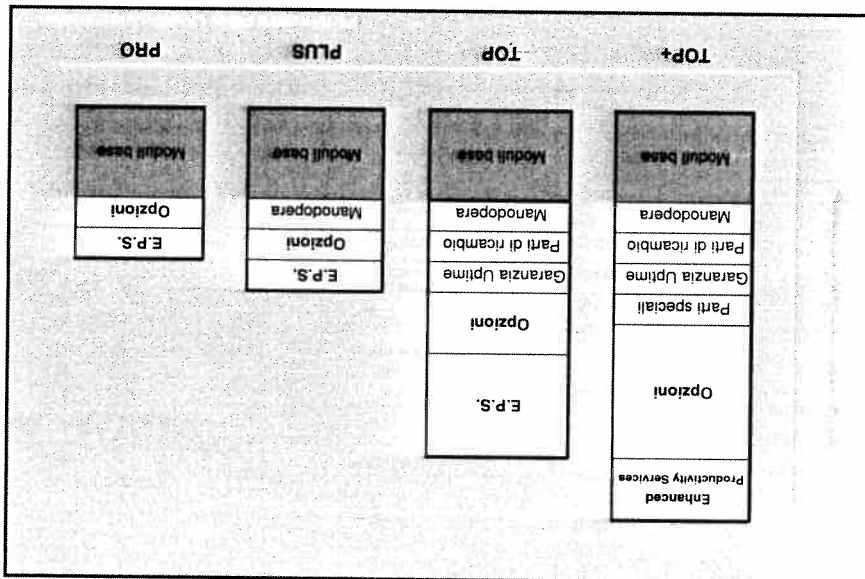 Enhanced
Productivity Services
Opzioni
Parti speciali
Garanzia Uptime
Parti di ricambio
Manodopera
Moduli base
TOP+
E.P.S.
Opzioni
Garanzia Uptime
Parti di ricambio
Manodopera
Moduli base
TOP
E.P.S.
Opzioni
Manodopera
Moduli base
PLUS
E.P.S.
Opzioni
Moduli base
PRO